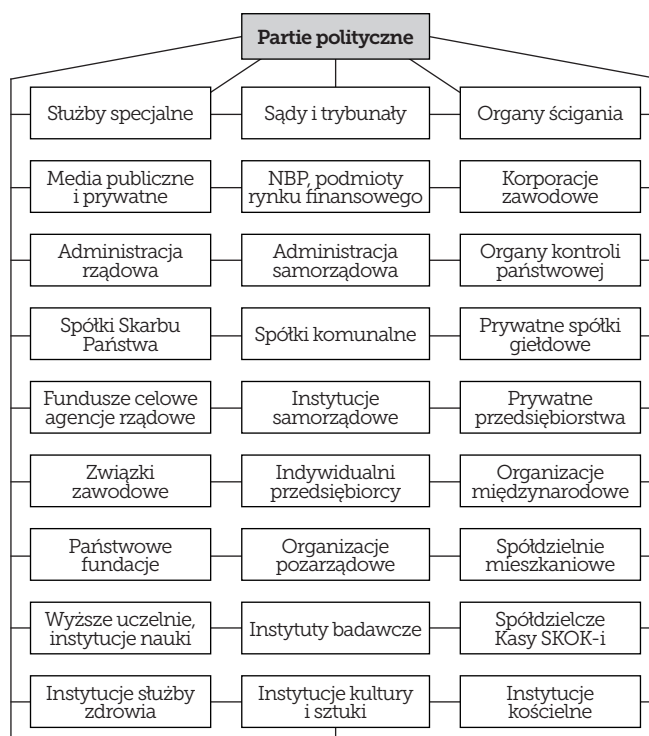 Partie polityczne
Służby specjalne
Sądy i trybunały
Organy ścigania
Media publiczne
i prywatne
NBP, podmioty
rynku finansowego
Korporacje
zawodowe
Administracja
rządowa
Administracja
samorządowa
Organy kontroli
państwowej
Spółki Skarbu
Państwa
Spółki komunalne
Prywatne spółki
giełdowe
Fundusze celowe
agencje rządowe
Instytucje
samorządowe
Prywatne
przedsiębiorstwa
Związki
zawodowe
Indywidualni
przedsiębiorcy
Organizacje
międzynarodowe
Państwowe
fundacje
Organizacje
pozarządowe
Spółdzielnie
mieszkaniowe
Wyższe uczelnie,
instytucje nauki
Instytuty badawcze
Spółdzielcze
Kasy SKOK-i
Instytucje służby
zdrowia
Instytucje kultury
i sztuki
Instytucje
kościelne